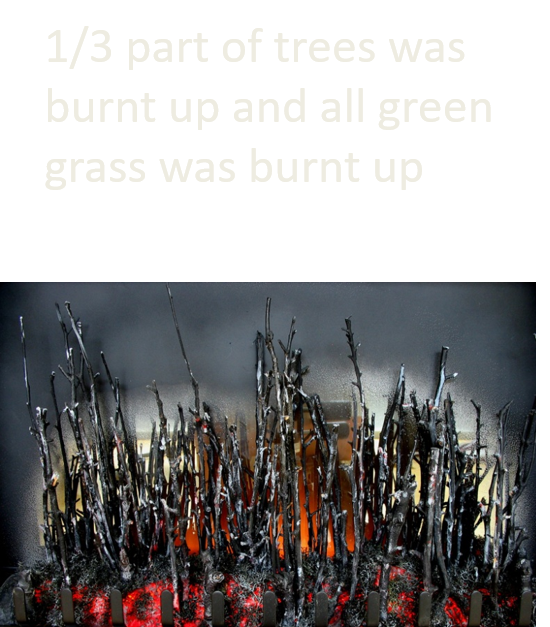 1/3 part of trees was
burnt up and all green
grass was burnt up